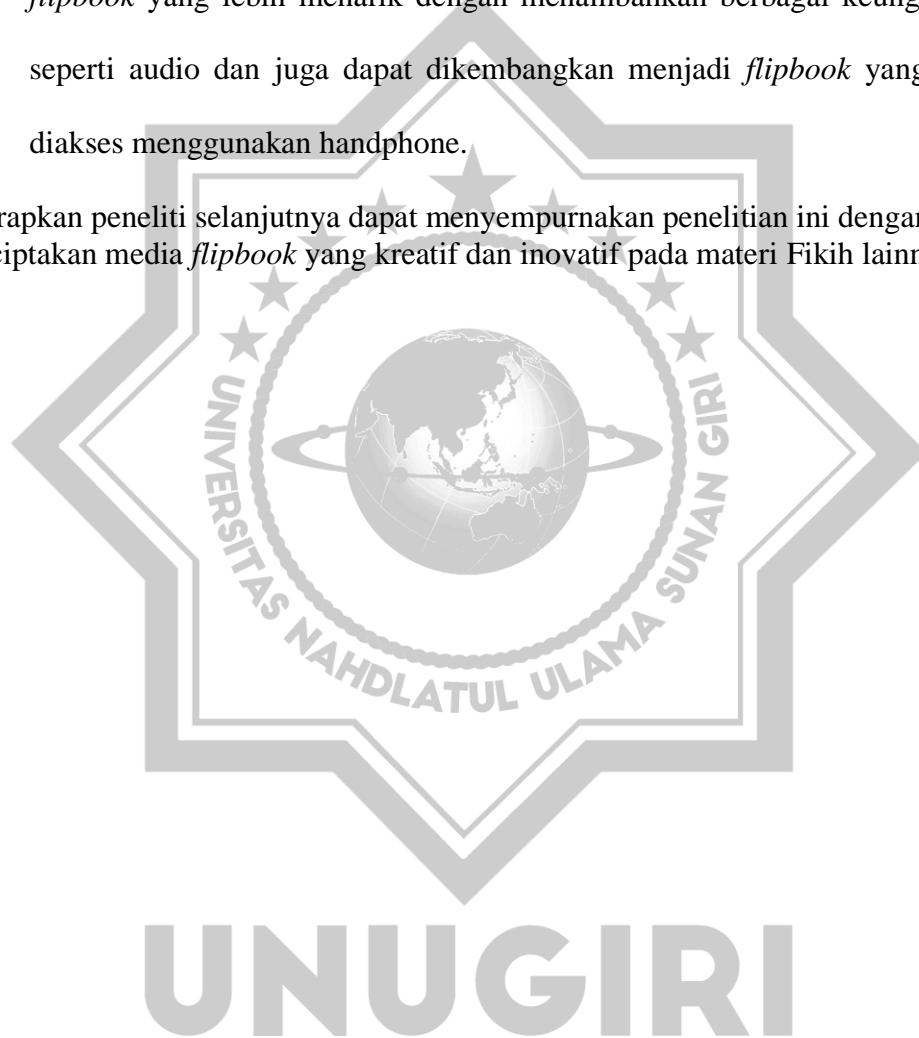 flipbook yang lebih menarik dengan menambahkan berbagai
seperti audio dan juga dapat dikembangkan menjadi flipbook yang
diakses menggunakan handphone.
rapkan peneliti selanjutnya dapat menyempurnakan penelitian ini dengan
ciptakan media flipbook yang kreatif dan inovatif pada materi Fikih
UNIVERSITAS NAHDLATUL ULAMA SUNAN GIRI
UNUGIRI